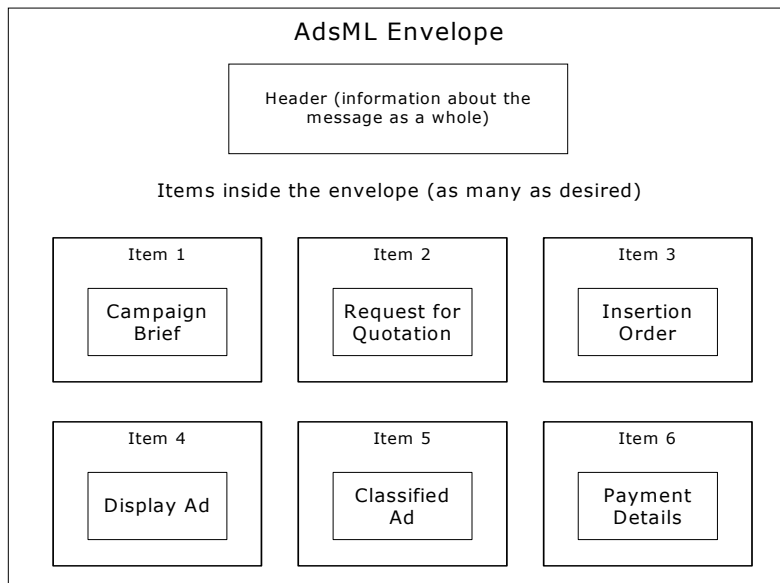 AdsML Envelope
Header (information about the
message as a whole)
Items inside the envelope (as many as desired)
Item 1
Campaign
Brief
Item 2
Request for
Quotation
Item 3
Insertion
Order
Item 4
Display Ad
Item 5
Classified
Ad
Item 6
Payment
Details